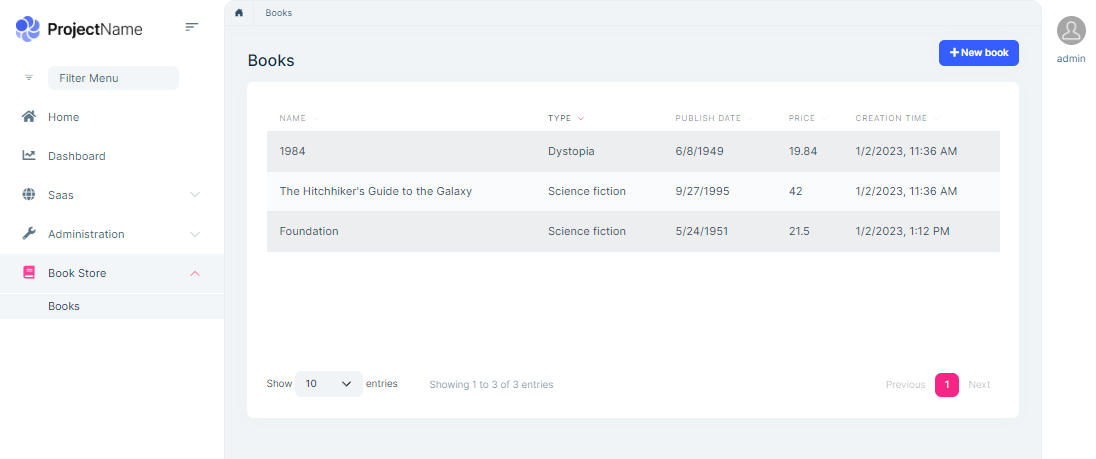 ProjectName
Filter Menu
Home
Dashboard
Saas
Administration
Book Store
Books
Books
Books
+ New book
NAME TYPE PUBLISH DATE PRICE CREATION TIME
1984 Dystopia 6/8/1949 19.84 1/2/2023, 11:36 AM
The Hitchhiker's Guide to the Galaxy Science fiction 9/27/1995 42 1/2/2023, 11:36 AM
Foundation Science fiction 5/24/1951 21.5 1/2/2023, 1:12 PM
Show 10 entries Showing 1 to 3 of 3 entries Previous 1 Next
admin